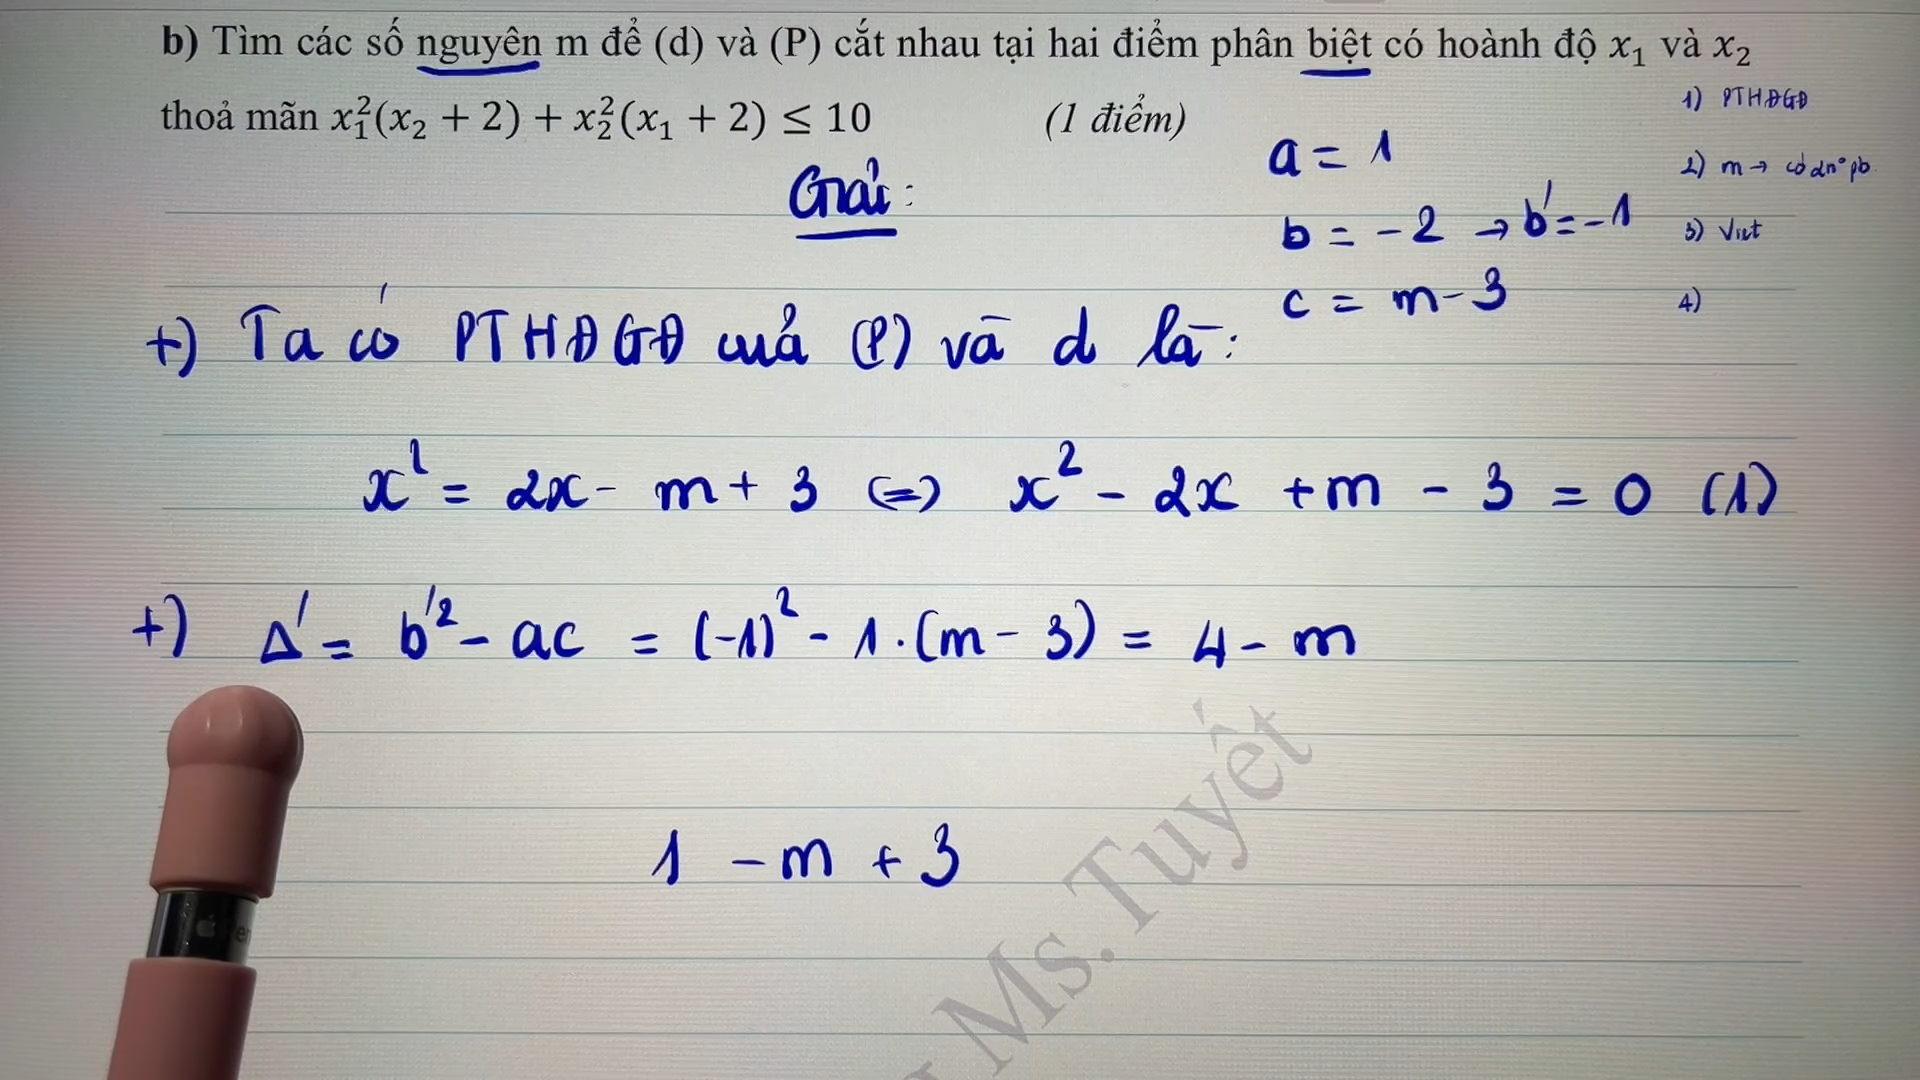 b) Tìm các số nguyên m để (d) và (P) cắt nhau tại hai điểm phân biệt có hoành độ x₁ và x₂
thoả mãn x₁²(x₂ + 2) + x₂²(x₁ + 2) ≤ 10 (1 điểm)
1) PTHĐGĐ
2) m → có 2n° pb
3) Viet
4)
a = 1
b = -2 → b' = -1
c = m - 3
Giải:
+) Ta có PTHĐGĐ của (P) và d là:
x² = 2x - m + 3 (=) x² - 2x + m - 3 = 0 (1)
+) Δ' = b'² - ac = (-1)² - 1.(m - 3) = 4 - m
1 - m + 3
Ms.Tuyết